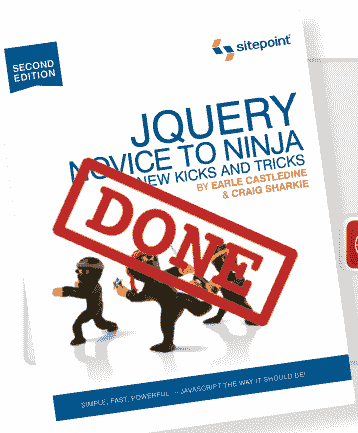 sitepoint
SECOND
EDITION
JQUERY
NOVICE TO NINJA
NEW KICKS AND TRICKS
BY EARLE CASTLEDINE
& CRAIG SHARKIE
DONE
SIMPLE, FAST, POWERFUL – JAVASCRIPT THE WAY IT SHOULD BE!